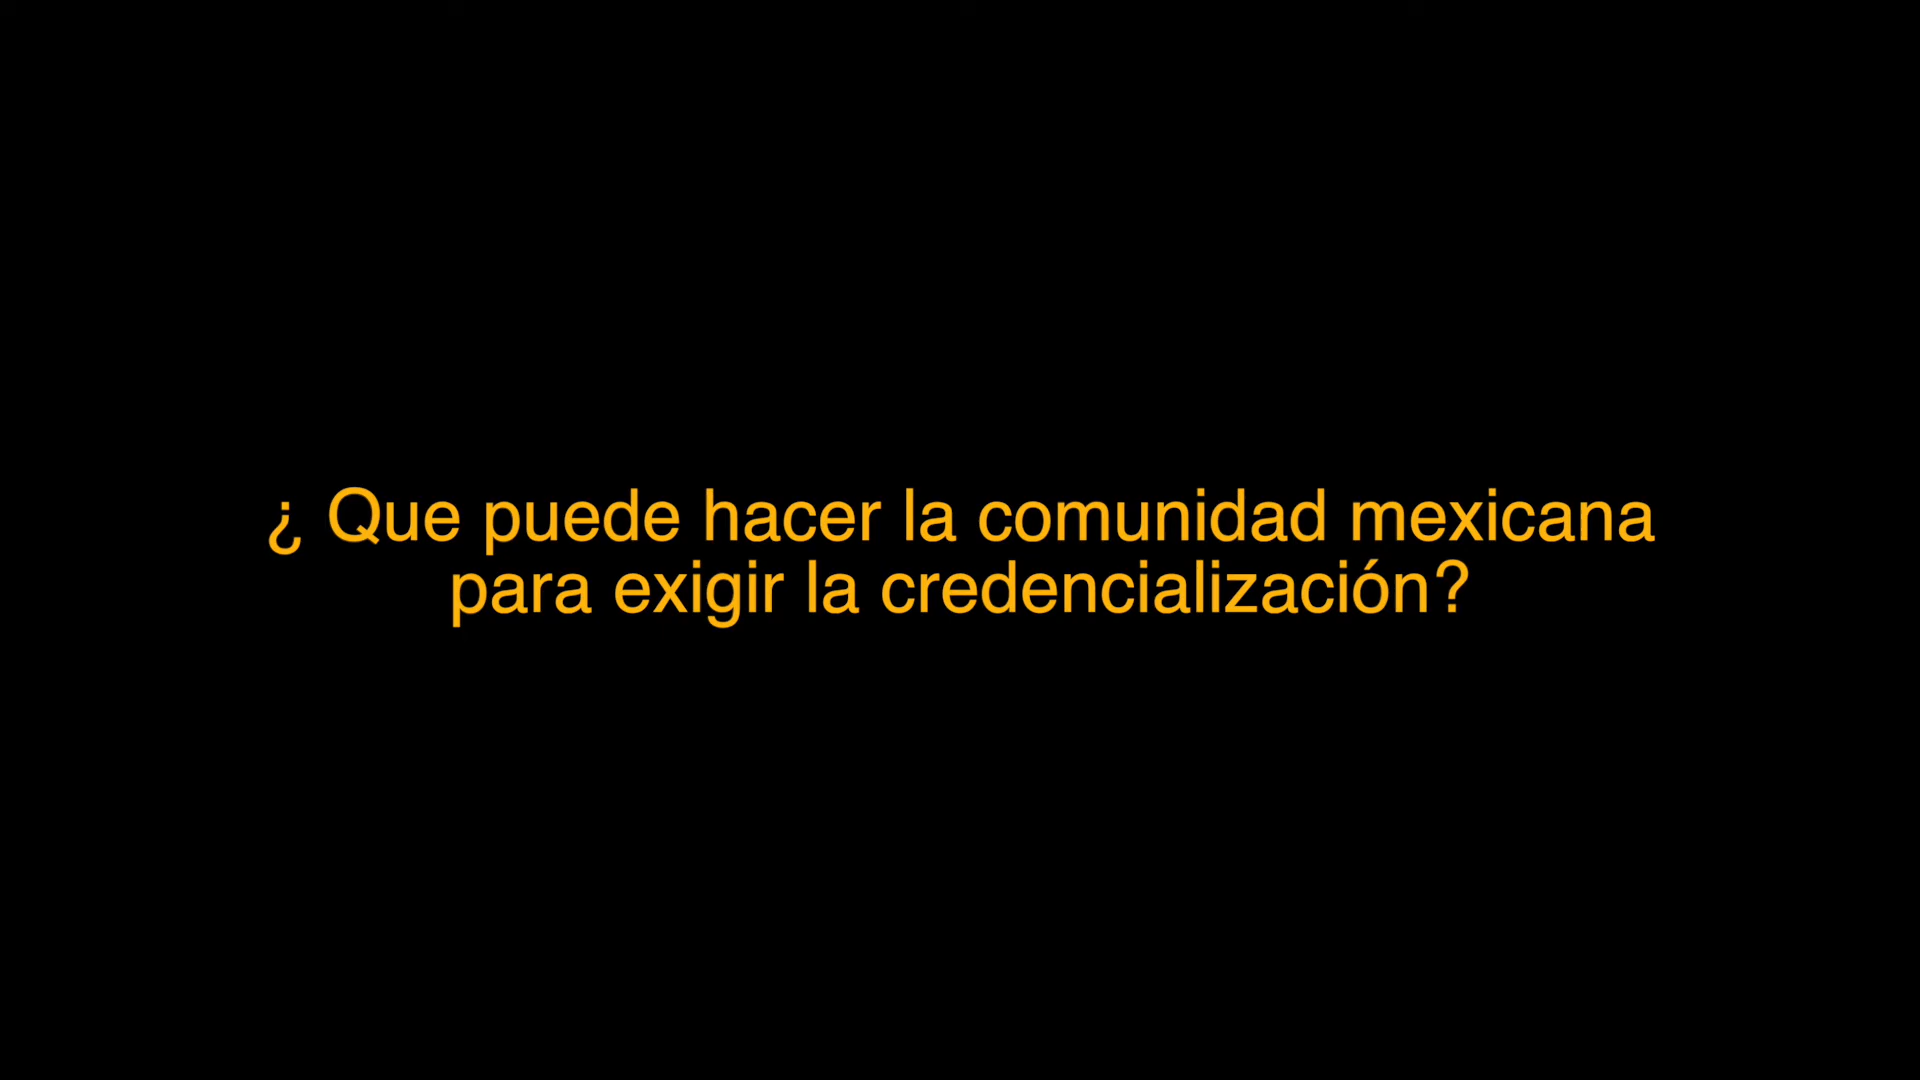 ¿ Que puede hacer la comunidad mexicana
para exigir la credencialización?